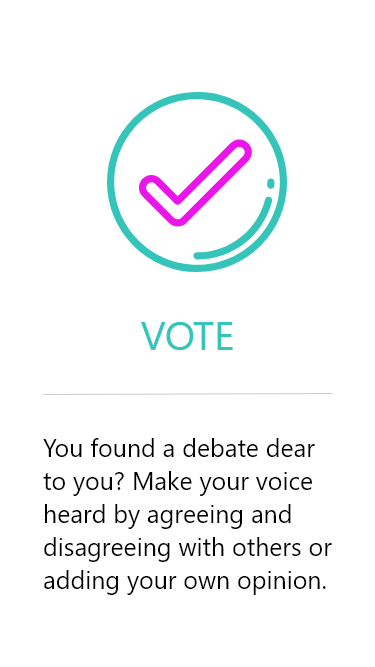 VOTE
You found a debate dear
to you? Make your voice
heard by agreeing and
disagreeing with others or
adding your own opinion.